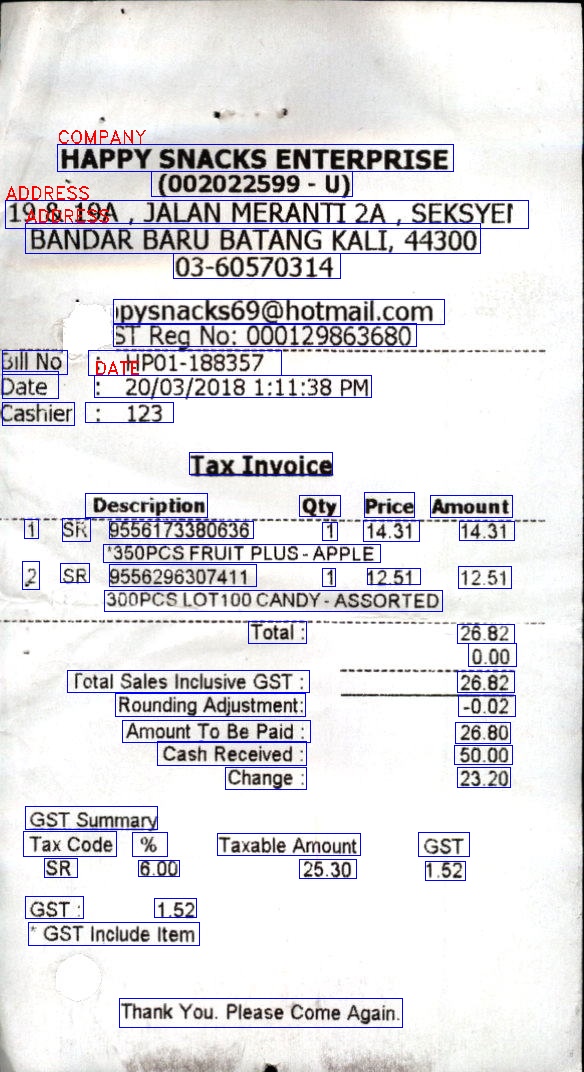 COMPANY
HAPPY SNACKS ENTERPRISE
(002022599 - U)
ADDRESS
19 & 19A , JALAN MERANTI 2A ,
ADDRESS
BANDAR BARU BATANG KALI, 44300
03-60570314
ppysnacks69@hotmail.com
ST Reg No: 000129863680
Bill No : HP01-188357
DATE
Date : 20/03/2018 1:11:38 PM
Cashier : 123
Tax Invoice
Description Qty Price Amount
1 SR 9556173380636 1 14.31 14.31
*350PCS FRUIT PLUS - APPLE
2 SR 9556296307411 1 12.51 12.51
300PCS LOT100 CANDY - ASSORTED
Total : 26.82
0.00
Total Sales Inclusive GST : 26.82
Rounding Adjustment: -0.02
Amount To Be Paid : 26.80
Cash Received : 50.00
Change : 23.20
GST Summary
Tax Code % Taxable Amount GST
SR 6.00 25.30 1.52
GST : 1.52
* GST Include Item
Thank You. Please Come Again.